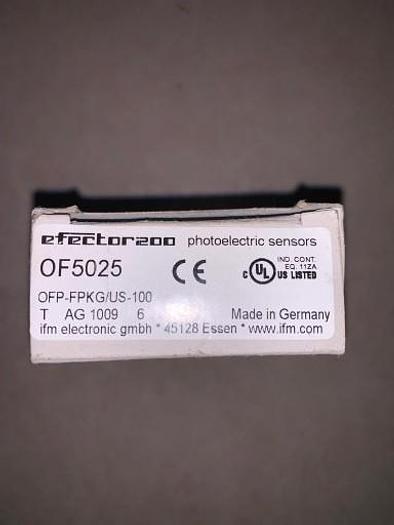 efector200 photoelectric sensors
OF5025 CE c UL US LISTED IND. CONT. EQ. 11ZA
OFP-FPKG/US-100
T AG 1009 6 Made in Germany
ifm electronic gmbh * 45128 Essen * www.ifm.com